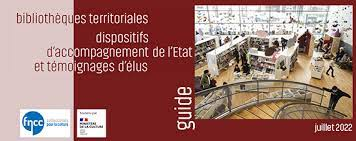 bibliothèques territoriales
dispositifs
d'accompagnement de l'Etat
et témoignages d'élus
guide
fncc
MINISTÈRE
DE LA CULTURE
juillet 2022